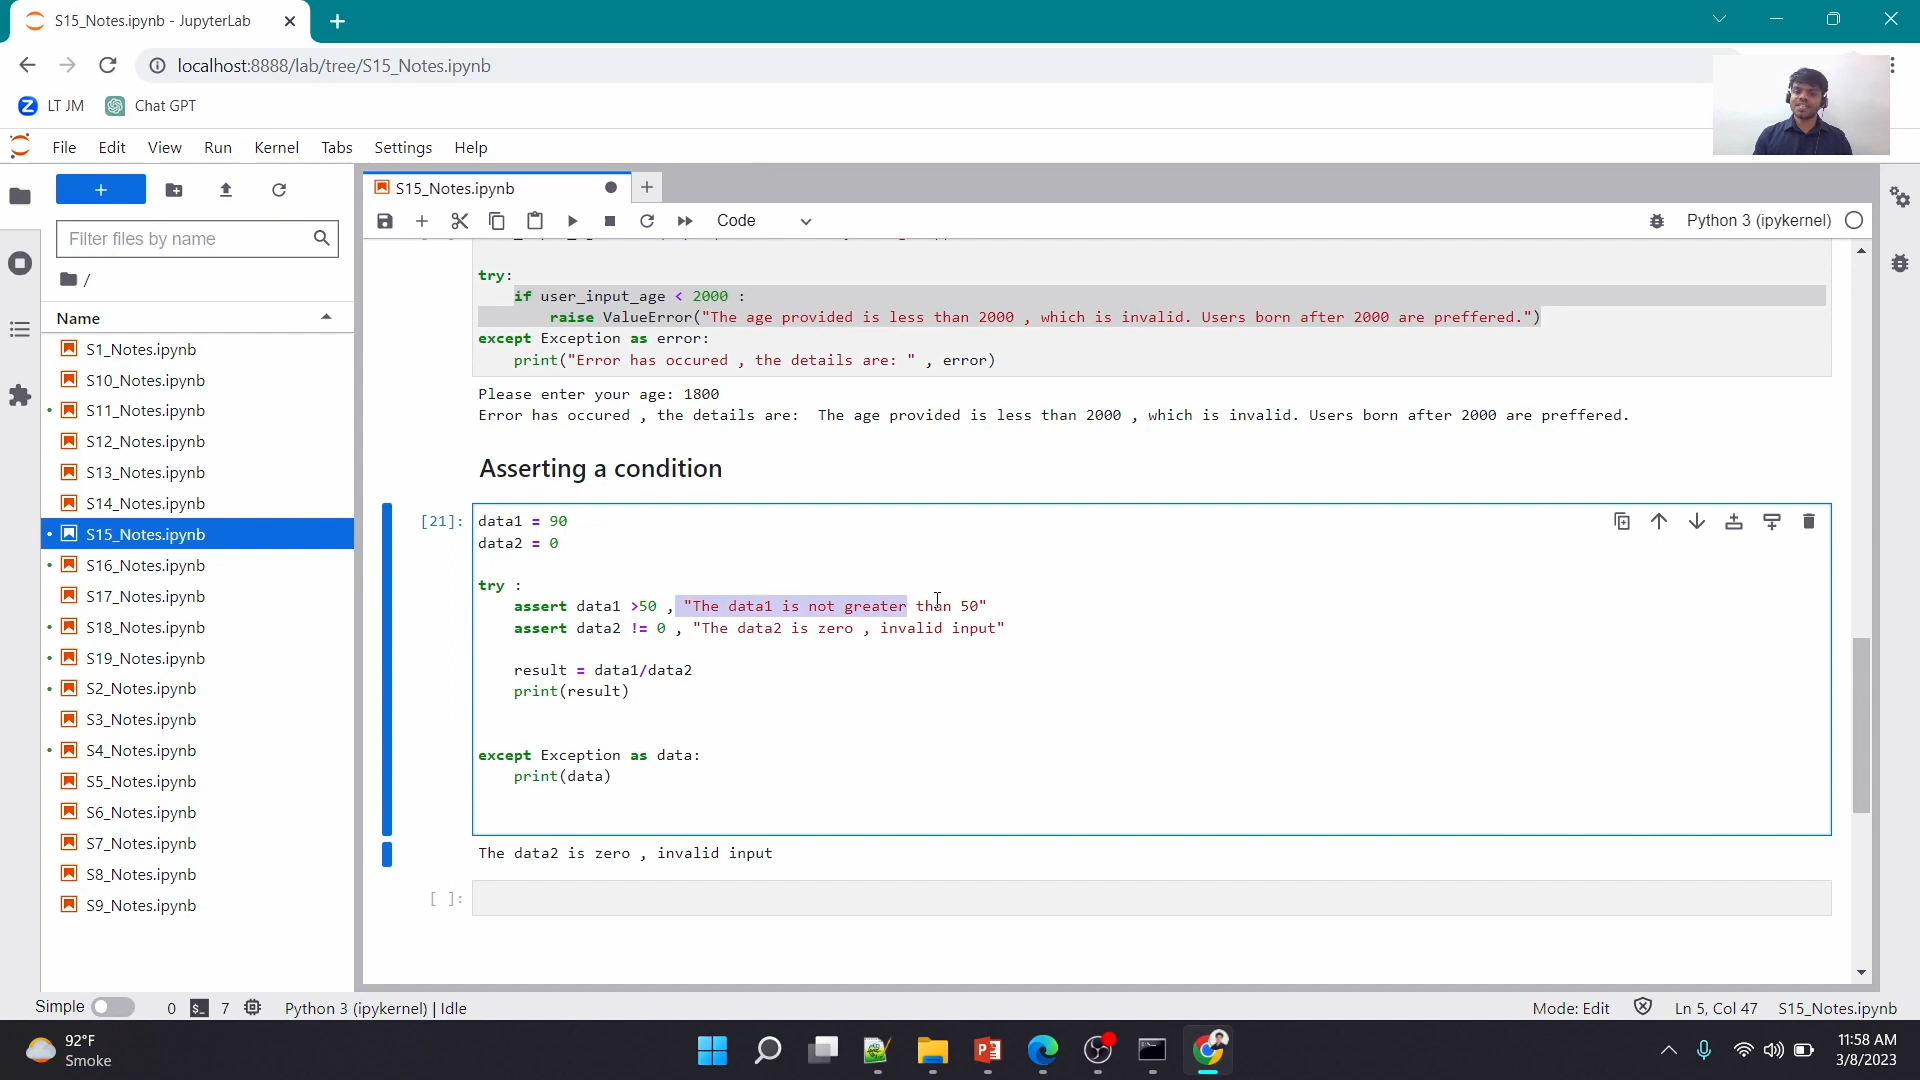 S15_Notes.ipynb - JupyterLab
localhost:8888/lab/tree/S15_Notes.ipynb
LT JM
Chat GPT
File Edit View Run Kernel Tabs Settings Help
Filter files by name
/
Name
S1_Notes.ipynb
S10_Notes.ipynb
S11_Notes.ipynb
S12_Notes.ipynb
S13_Notes.ipynb
S14_Notes.ipynb
S15_Notes.ipynb
S16_Notes.ipynb
S17_Notes.ipynb
S18_Notes.ipynb
S19_Notes.ipynb
S2_Notes.ipynb
S3_Notes.ipynb
S4_Notes.ipynb
S5_Notes.ipynb
S6_Notes.ipynb
S7_Notes.ipynb
S8_Notes.ipynb
S9_Notes.ipynb
S15_Notes.ipynb
Code
Python 3 (ipykernel)
try:
if user_input_age < 2000 :
raise ValueError("The age provided is less than 2000 , which is invalid. Users born after 2000 are preffered.")
except Exception as error:
print("Error has occured , the details are: " , error)
Please enter your age: 1800
Error has occured , the details are:  The age provided is less than 2000 , which is invalid. Users born after 2000 are preffered.
Asserting a condition
[21]:
data1 = 90
data2 = 0
try :
assert data1 >50 , "The data1 is not greater than 50"
assert data2 != 0 , "The data2 is zero , invalid input"
result = data1/data2
print(result)
except Exception as data:
print(data)
The data2 is zero , invalid input
[ ]:
Simple 0 $_ 7 Python 3 (ipykernel) | Idle
Mode: Edit Ln 5, Col 47 S15_Notes.ipynb
92°F
Smoke
11:58 AM
3/8/2023